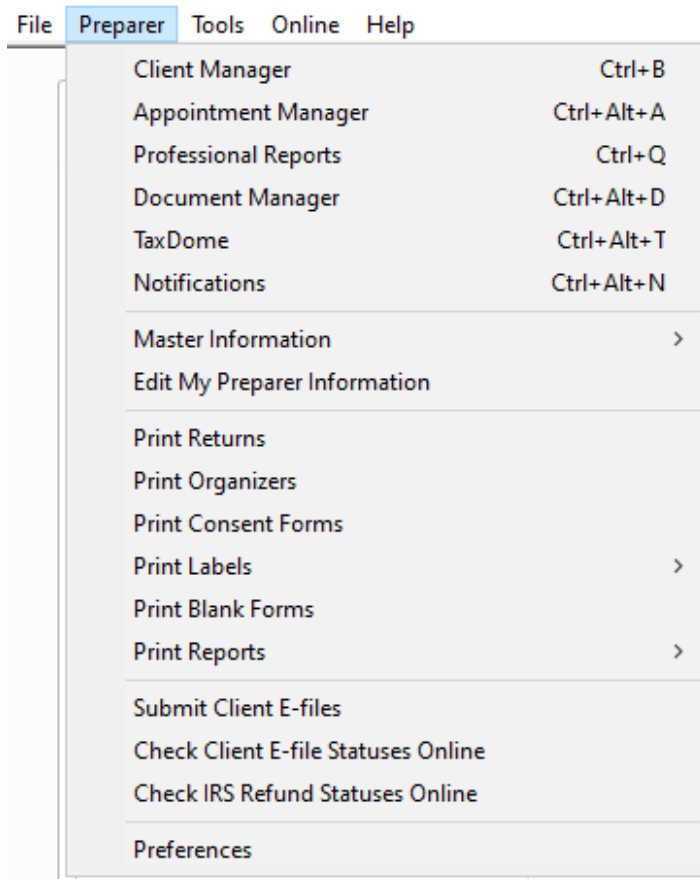 File Preparer Tools Online Help
Client Manager Ctrl+B
Appointment Manager Ctrl+Alt+A
Professional Reports Ctrl+Q
Document Manager Ctrl+Alt+D
TaxDome Ctrl+Alt+T
Notifications Ctrl+Alt+N
Master Information >
Edit My Preparer Information
Print Returns
Print Organizers
Print Consent Forms
Print Labels >
Print Blank Forms
Print Reports >
Submit Client E-files
Check Client E-file Statuses Online
Check IRS Refund Statuses Online
Preferences